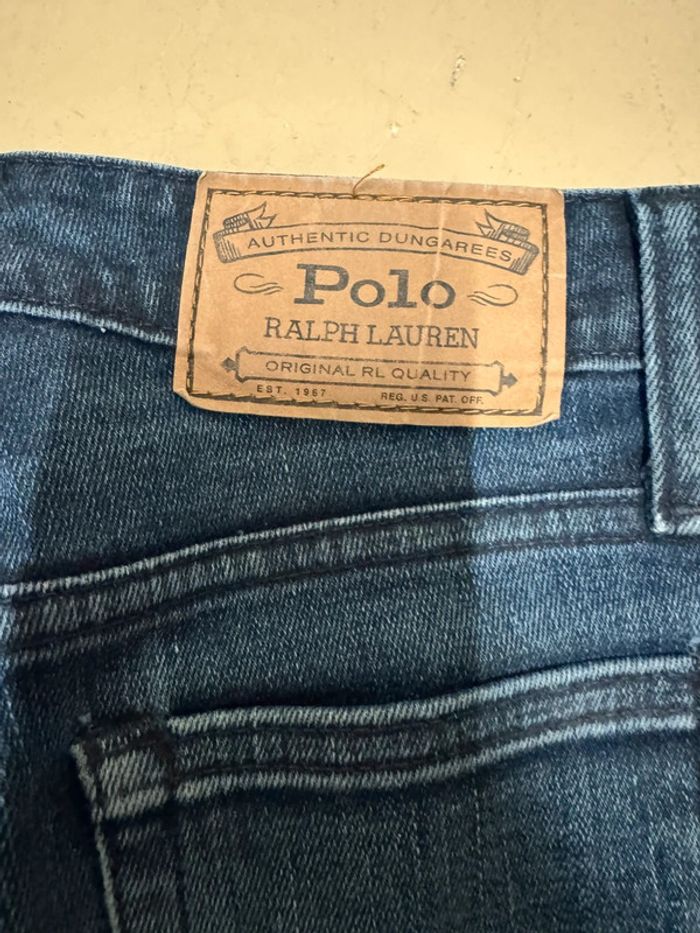 AUTHENTIC DUNGAREES
Polo
RALPH LAUREN
ORIGINAL RL QUALITY
EST. 1967 REG. U.S. PAT. OFF.